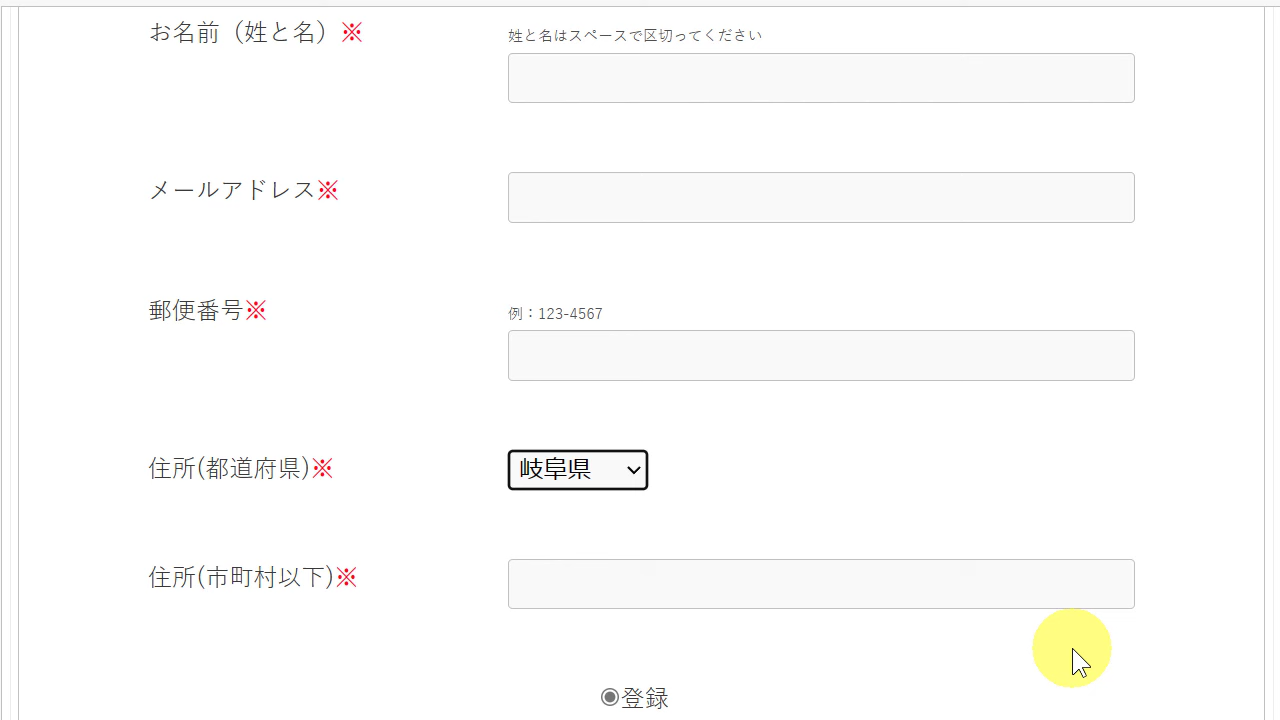 お名前（姓と名）※
姓と名はスペースで区切ってください
メールアドレス※
郵便番号※
例：123-4567
住所(都道府県)※
岐阜県
住所(市町村以下)※
登録